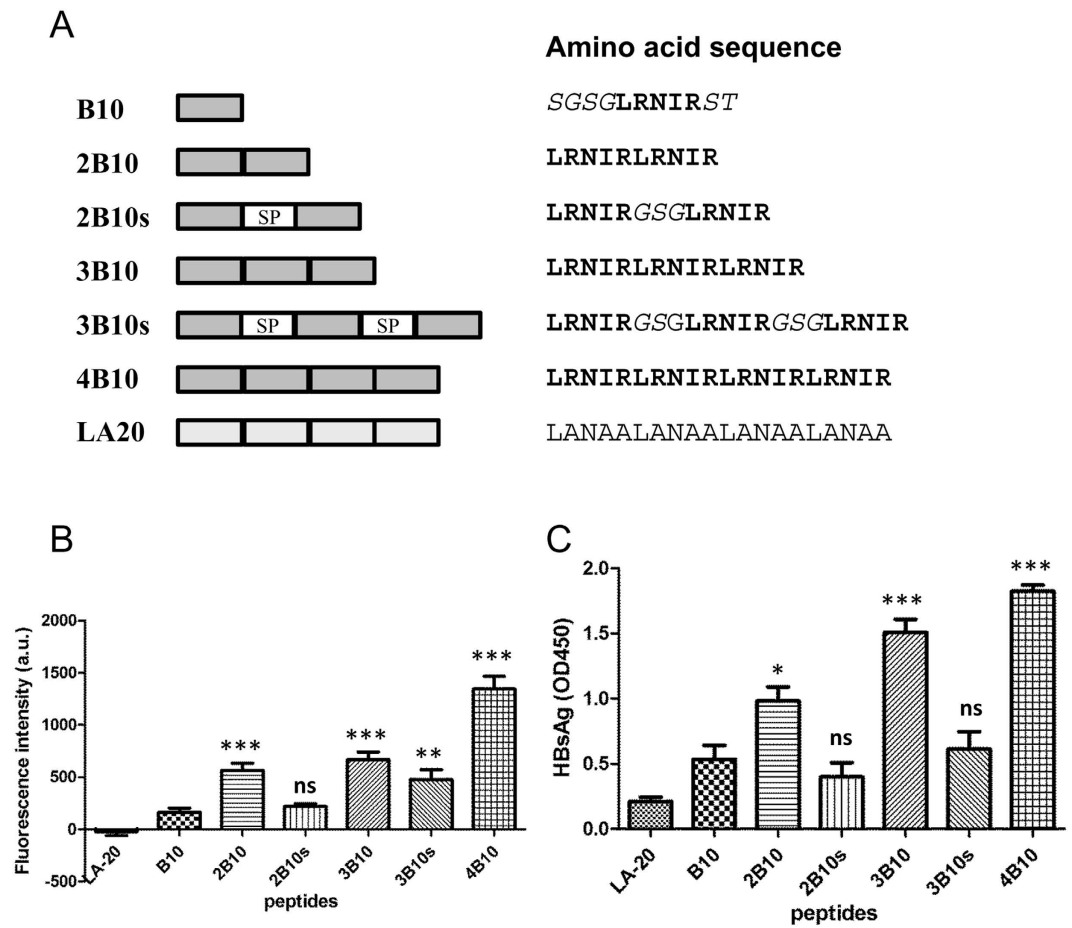 A
Amino acid sequence
B10 SGSGLRNIRST
2B10 LRNIRLRNIR
2B10s SP LRNIRGSGLRNIR
3B10 LRNIRLRNIRLRNIR
3B10s SP SP LRNIRGSGLRNIRGSGLRNIR
4B10 LRNIRLRNIRLRNIRLRNIR
LA20 LANAALANAALANAALANAA
B
Fluorescence intensity (a.u.)
2000
1500
1000
500
0
-500
***
ns
***
**
***
LA-20 B10 2B10 2B10s 3B10 3B10s 4B10
peptides
C
HBsAg (OD450)
2.0
1.5
1.0
0.5
0.0
*
ns
***
ns
***
LA-20 B10 2B10 2B10s 3B10 3B10s 4B10
peptides